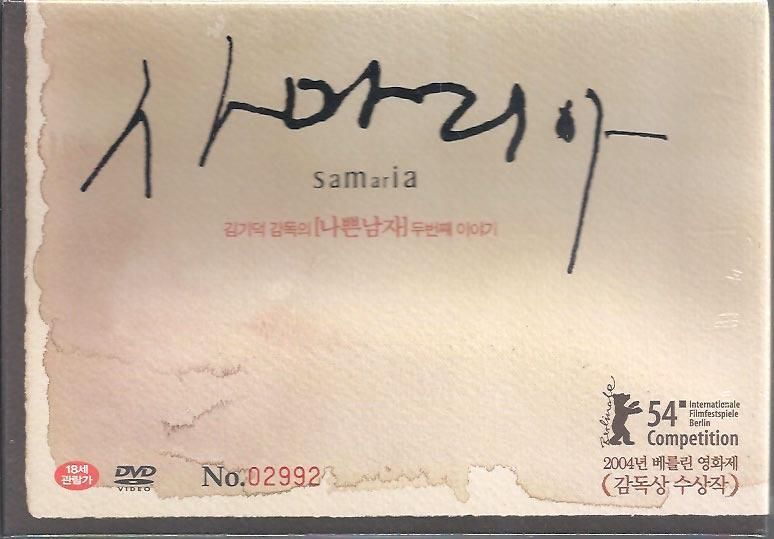 사마리아
samaria
김기덕 감독의 [나쁜남자] 두번째 이야기
Berlinale
54 Internationale
Filmfestspiele
Berlin
Competition
2004년 베를린 영화제
(감독상 수상작)
18세
관람가
DVD
VIDEO
No.02992